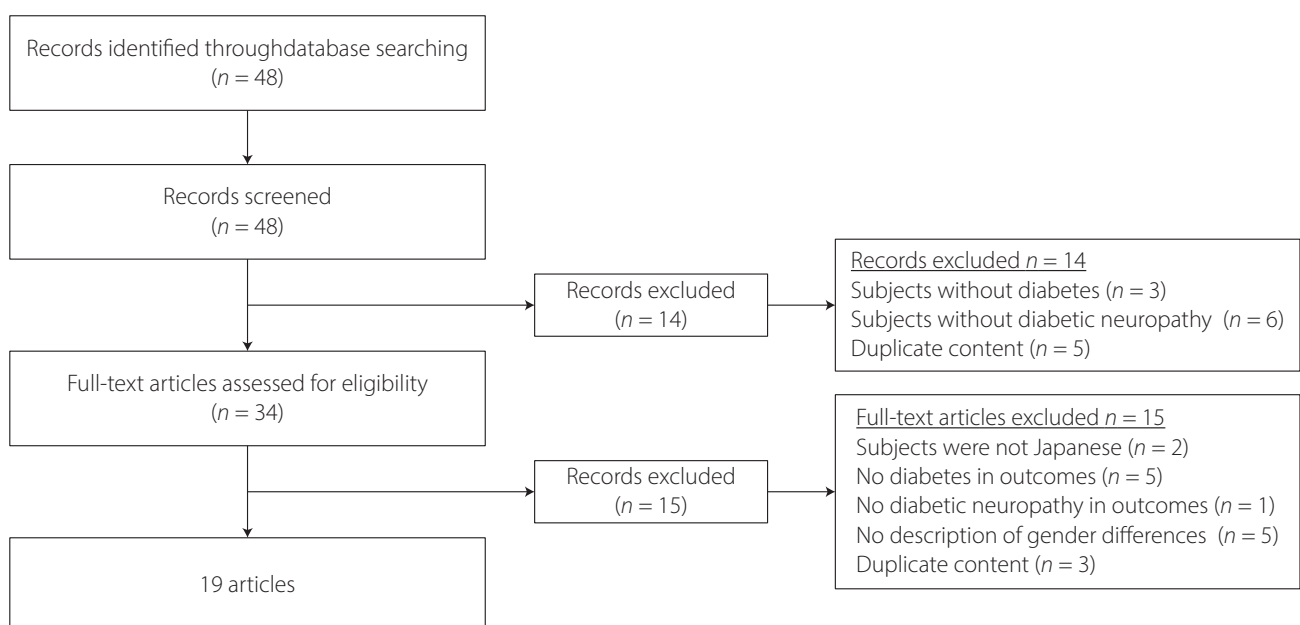 Records identified throughdatabase searching
(n = 48)
Records screened
(n = 48)
Records excluded
(n = 14)
Records excluded n = 14
Subjects without diabetes (n = 3)
Subjects without diabetic neuropathy (n = 6)
Duplicate content (n = 5)
Full-text articles assessed for eligibility
(n = 34)
Records excluded
(n = 15)
Full-text articles excluded n = 15
Subjects were not Japanese (n = 2)
No diabetes in outcomes (n = 5)
No diabetic neuropathy in outcomes (n = 1)
No description of gender differences (n = 5)
Duplicate content (n = 3)
19 articles